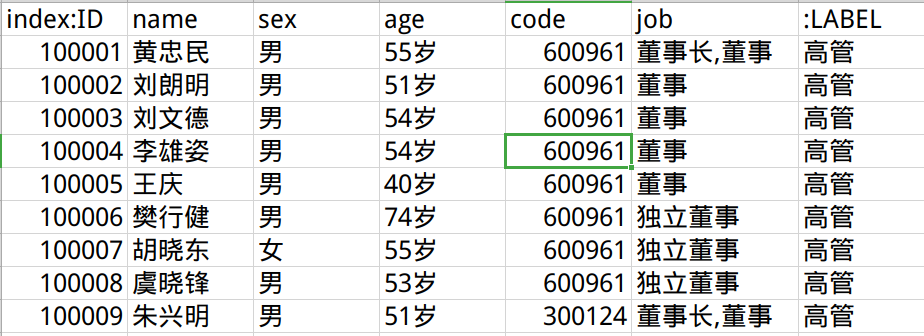 index:ID name sex age code job :LABEL
100001 黄忠民 男 55岁 600961 董事长,董事 高管
100002 刘朗明 男 51岁 600961 董事 高管
100003 刘文德 男 54岁 600961 董事 高管
100004 李雄姿 男 54岁 600961 董事 高管
100005 王庆 男 40岁 600961 董事 高管
100006 樊行健 男 74岁 600961 独立董事 高管
100007 胡晓东 女 55岁 600961 独立董事 高管
100008 虞晓锋 男 53岁 600961 独立董事 高管
100009 朱兴明 男 51岁 300124 董事长,董事 高管